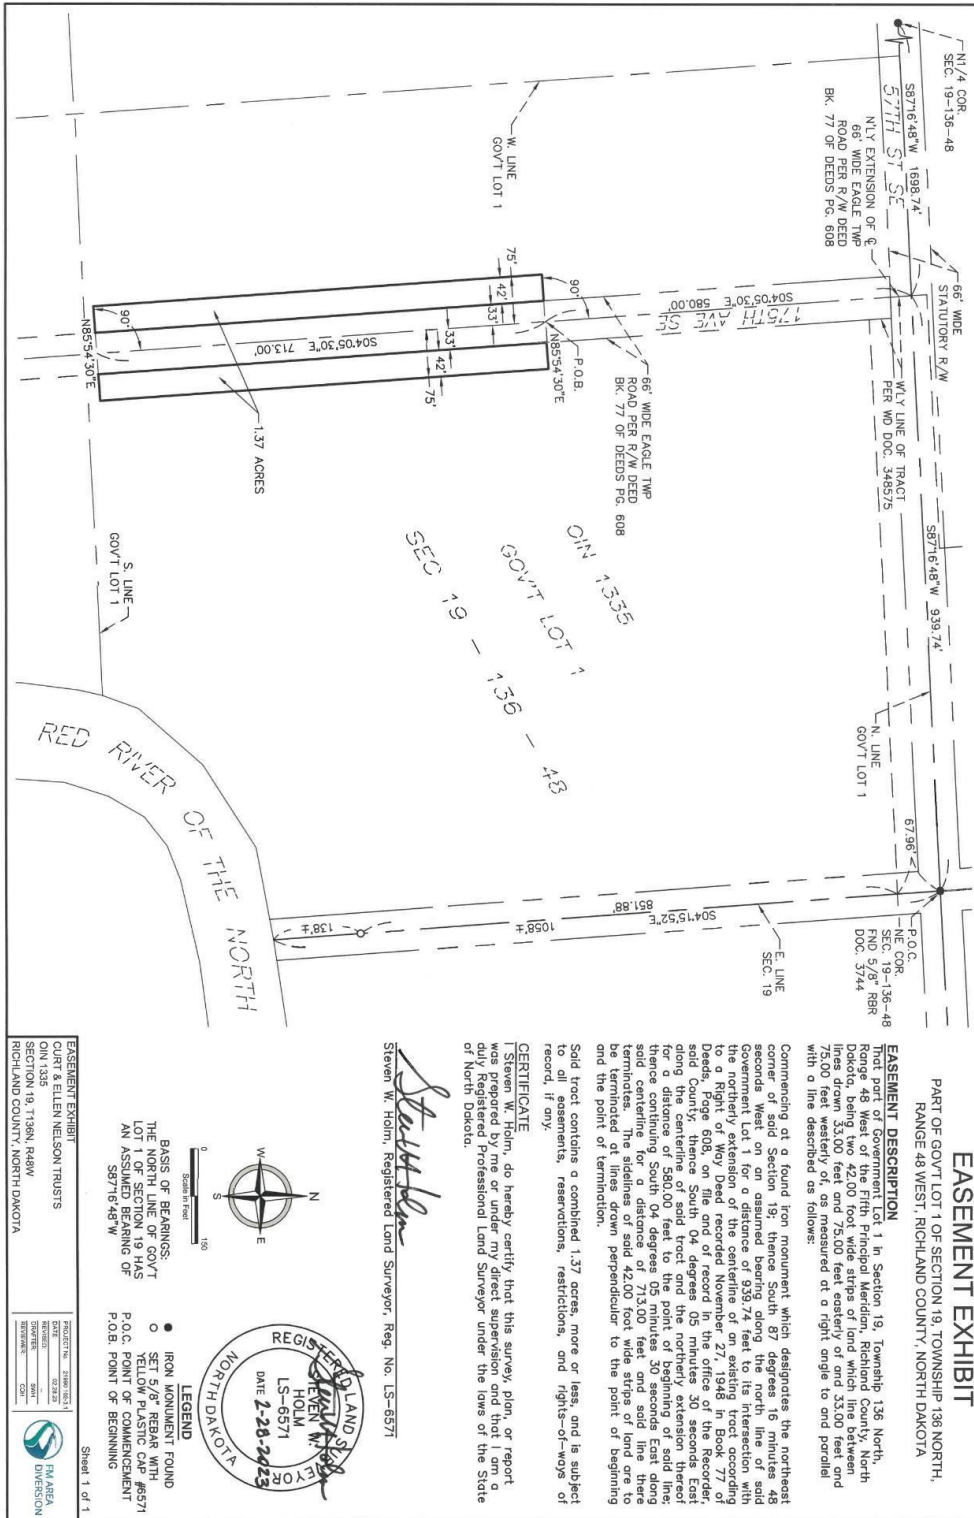 EASEMENT EXHIBIT
PART OF GOVT LOT 1 OF SECTION 19, TOWNSHIP 136 NORTH,
RANGE 48 WEST, RICHLAND COUNTY, NORTH DAKOTA
EASEMENT DESCRIPTION
That part of Government Lot 1 in Section 19, Township 136 North,
Range 48 West of the Fifth Principal Meridian, Richland County, North
Dakota, being two 42.00 foot wide strips of land which line between
lines drawn 33.00 feet and 75.00 feet easterly of and 33.00 feet and
75.00 feet westerly of, as measured at a right angle to and parallel
with a line described as follows:
Commencing at a found iron monument which designates the northeast
corner of said Section 19; thence South 87 degrees 16 minutes 48
seconds West on an assumed bearing along the north line of said
Government Lot 1 for a distance of 939.74 feet to its intersection with
the northerly extension of the centerline of an existing tract according
to a Right of Way Deed recorded November 27, 1948 in Book 77 of
Deeds, Page 608, on file and of record in the office of the Recorder,
said County; thence South 04 degrees 05 minutes 30 seconds East
along the centerline of said tract and the northerly extension thereof
for a distance of 580.00 feet to the point of beginning of said line;
thence continuing South 04 degrees 05 minutes 30 seconds East along
said centerline for a distance of 713.00 feet and said line there
terminates. The sidelines of said 42.00 foot wide strips of land are to
be terminated at lines drawn perpendicular to the point of beginning
and the point of termination.
Said tract contains a combined 1.37 acres, more or less, and is subject
to all easements, reservations, restrictions, and rights-of-ways of
record, if any.
CERTIFICATE
I Steven W. Holm, do hereby certify that this survey, plan, or report
was prepared by me or under my direct supervision and that I am a
duly Registered Professional Land Surveyor under the laws of the State
of North Dakota.
Steven W. Holm, Registered Land Surveyor, Reg. No. LS-6571
N1/4 COR.
SEC. 19-136-48
S87°16'48"W 1698.74'
57TH ST SE
N'LY EXTENSION OF ℄
66' WIDE EAGLE TWP
ROAD PER R/W DEED
BK. 77 OF DEEDS PG. 608
66' WIDE
STATUTORY R/W
W'LY LINE OF TRACT
PER WD DOC. 348575
S87°16'48"W 939.74'
N. LINE
GOV'T LOT 1
67.96'
P.O.C.
NE COR.
SEC. 19-136-48
FND 5/8" RBR
DOC. 3744
W. LINE
GOV'T LOT 1
S04°05'30"E 580.00'
175TH AVE SE
66' WIDE EAGLE TWP
ROAD PER R/W DEED
BK. 77 OF DEEDS PG. 608
90°
P.O.B.
N85°54'30"E
75'
42'
33'
33'
42'
75'
S04°05'30"E 713.00'
90°
N85°54'30"E
1.37 ACRES
OIN 1335
GOV'T LOT 1
SEC 19 - 136 - 48
S. LINE
GOV'T LOT 1
E. LINE
SEC. 19
S04°15'52"E
851.88'
1058'±
138'±
RED RIVER OF THE NORTH
N
W
E
S
0
150
Scale in Feet
BASIS OF BEARINGS:
THE NORTH LINE OF GOV'T
LOT 1 OF SECTION 19 HAS
AN ASSUMED BEARING OF
S87°16'48"W
REGISTERED LAND SURVEYOR
STEVEN W.
HOLM
LS-6571
DATE 2-28-2023
NORTH DAKOTA
LEGEND
IRON MONUMENT FOUND
SET 5/8" REBAR WITH
YELLOW PLASTIC CAP #6571
P.O.C. POINT OF COMMENCEMENT
P.O.B. POINT OF BEGINNING
Sheet 1 of 1
EASEMENT EXHIBIT
CURT & ELLEN NELSON TRUSTS
OIN 1335
SECTION 19, T136N, R48W
RICHLAND COUNTY, NORTH DAKOTA
PROJECT No.
DATE: 02.28.23
REVISED: -
DRAFTER: SWH
REVIEWER: CGH
FM AREA
DIVERSION